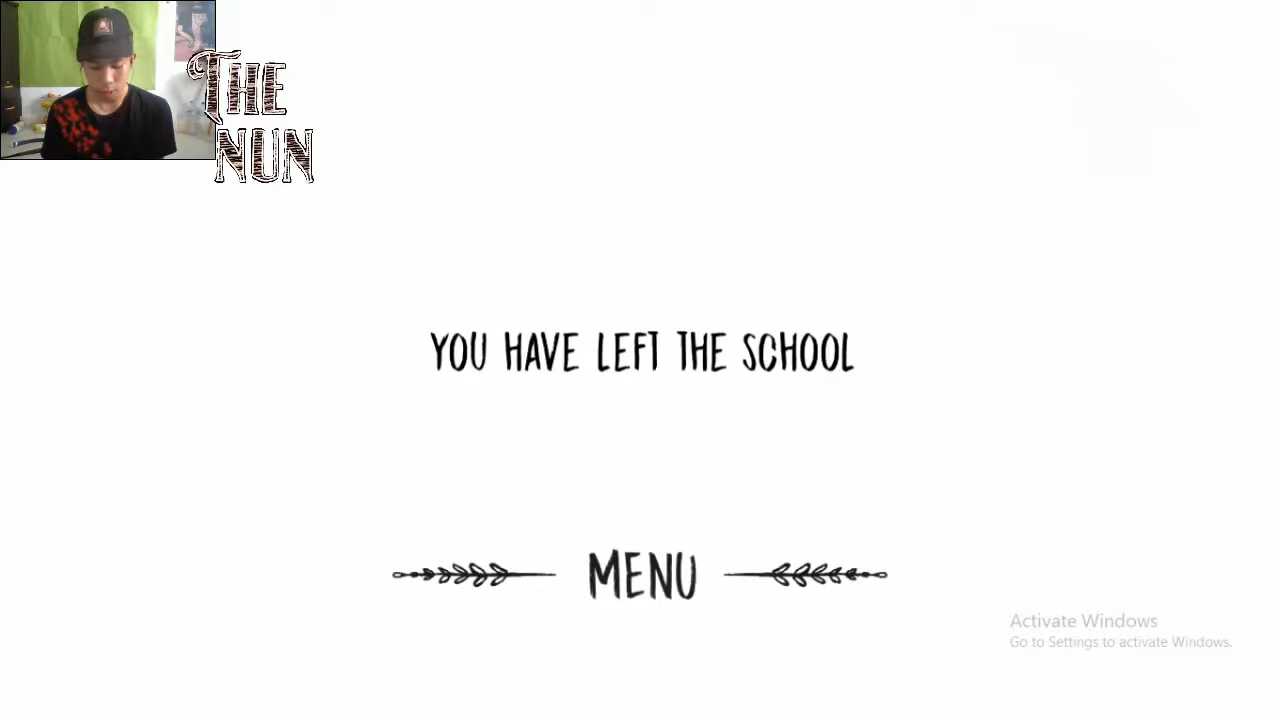 THE
NUN
YOU HAVE LEFT THE SCHOOL
MENU
Activate Windows
Go to Settings to activate Windows.